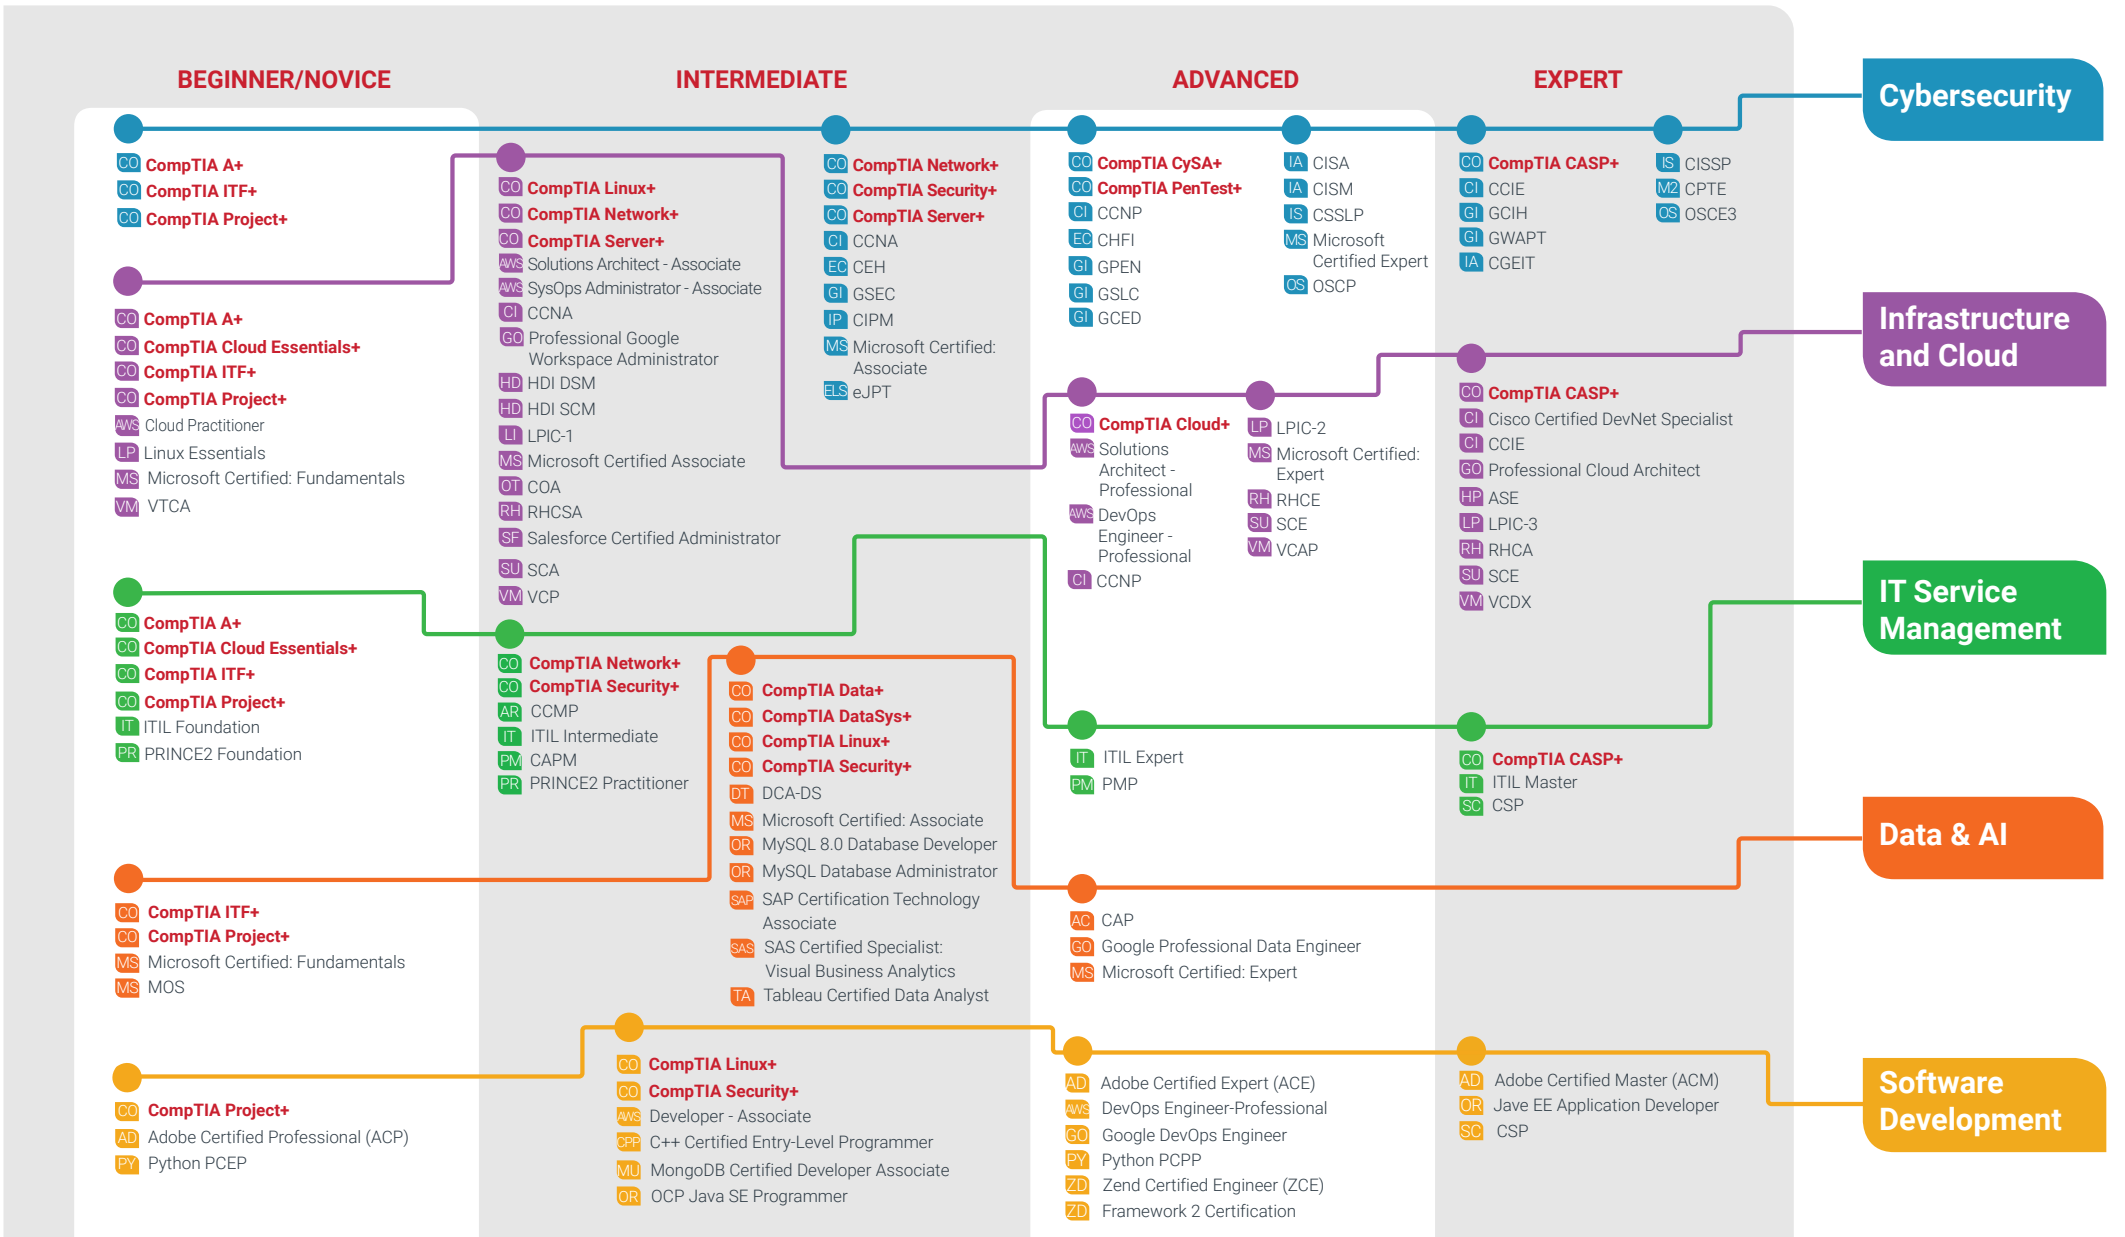 BEGINNER/NOVICE
INTERMEDIATE
ADVANCED
EXPERT
Cybersecurity
CO CompTIA A+
CO CompTIA ITF+
CO CompTIA Project+
CO CompTIA Network+
CO CompTIA Security+
CO CompTIA Server+
CI CCNA
EC CEH
GI GSEC
IP CIPM
MS Microsoft Certified:
Associate
ELS eJPT
CO CompTIA CySA+
CO CompTIA PenTest+
CI CCNP
EC CHFI
GI GPEN
GI GSLC
GI GCED
IA CISA
IA CISM
IS CSSLP
MS Microsoft
Certified Expert
OS OSCP
CO CompTIA CASP+
CI CCIE
GI GCIH
GI GWAPT
IA CGEIT
IS CISSP
M2 CPTE
OS OSCE3
Infrastructure
and Cloud
CO CompTIA A+
CO CompTIA Cloud Essentials+
CO CompTIA ITF+
CO CompTIA Project+
AWS Cloud Practitioner
LP Linux Essentials
MS Microsoft Certified: Fundamentals
VM VTCA
CO CompTIA Linux+
CO CompTIA Network+
CO CompTIA Server+
AWS Solutions Architect - Associate
AWS SysOps Administrator - Associate
CI CCNA
GO Professional Google
Workspace Administrator
HD HDI DSM
HD HDI SCM
LI LPIC-1
MS Microsoft Certified Associate
OT COA
RH RHCSA
SF Salesforce Certified Administrator
SU SCA
VM VCP
CO CompTIA Cloud+
AWS Solutions
Architect -
Professional
AWS DevOps
Engineer -
Professional
CI CCNP
LP LPIC-2
MS Microsoft Certified:
Expert
RH RHCE
SU SCE
VM VCAP
CO CompTIA CASP+
CI Cisco Certified DevNet Specialist
CI CCIE
GO Professional Cloud Architect
HP ASE
LP LPIC-3
RH RHCA
SU SCE
VM VCDX
IT Service
Management
CO CompTIA A+
CO CompTIA Cloud Essentials+
CO CompTIA ITF+
CO CompTIA Project+
IT ITIL Foundation
PR PRINCE2 Foundation
CO CompTIA Network+
CO CompTIA Security+
AR CCMP
IT ITIL Intermediate
PM CAPM
PR PRINCE2 Practitioner
IT ITIL Expert
PM PMP
CO CompTIA CASP+
IT ITIL Master
SC CSP
Data & AI
CO CompTIA ITF+
CO CompTIA Project+
MS Microsoft Certified: Fundamentals
MS MOS
CO CompTIA Data+
CO CompTIA DataSys+
CO CompTIA Linux+
CO CompTIA Security+
DT DCA-DS
MS Microsoft Certified: Associate
OR MySQL 8.0 Database Developer
OR MySQL Database Administrator
SAP SAP Certification Technology
Associate
SAS SAS Certified Specialist:
Visual Business Analytics
TA Tableau Certified Data Analyst
AC CAP
GO Google Professional Data Engineer
MS Microsoft Certified: Expert
Software
Development
CO CompTIA Project+
AD Adobe Certified Professional (ACP)
PY Python PCEP
CO CompTIA Linux+
CO CompTIA Security+
AWS Developer - Associate
CPP C++ Certified Entry-Level Programmer
MU MongoDB Certified Developer Associate
OR OCP Java SE Programmer
AD Adobe Certified Expert (ACE)
AWS DevOps Engineer-Professional
GO Google DevOps Engineer
PY Python PCPP
ZD Zend Certified Engineer (ZCE)
ZD Framework 2 Certification
AD Adobe Certified Master (ACM)
OR Jave EE Application Developer
SC CSP